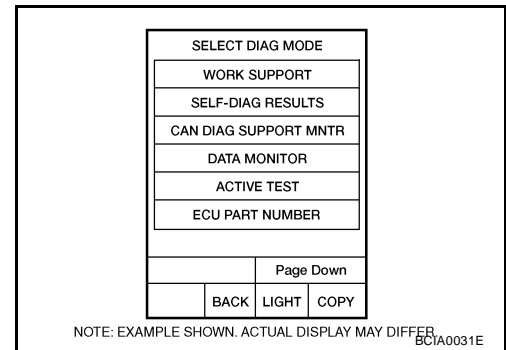 SELECT DIAG MODE
WORK SUPPORT
SELF-DIAG RESULTS
CAN DIAG SUPPORT MNTR
DATA MONITOR
ACTIVE TEST
ECU PART NUMBER
Page Down
BACK LIGHT COPY
NOTE: EXAMPLE SHOWN. ACTUAL DISPLAY MAY DIFFER.
BCIA0031E